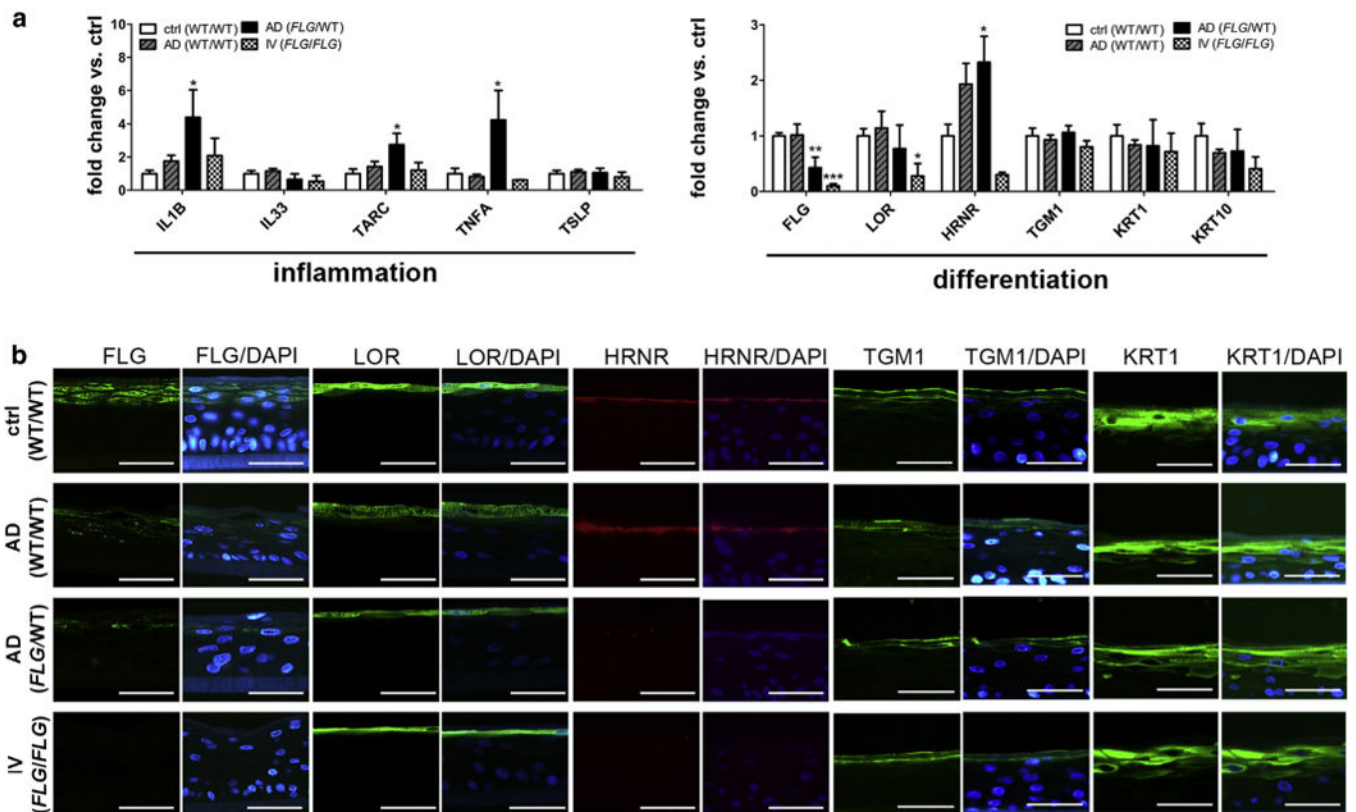 a
fold change vs. ctrl
10
8
6
4
2
0
ctrl (WT/WT)
AD (FLG/WT)
AD (WT/WT)
IV (FLG/FLG)
*
*
*
IL1B
IL33
TARC
TNFA
TSLP
inflammation
fold change vs. ctrl
3
2
1
0
ctrl (WT/WT)
AD (FLG/WT)
AD (WT/WT)
IV (FLG/FLG)
**
***
*
*
FLG
LOR
HRNR
TGM1
KRT1
KRT10
differentiation
b
FLG FLG/DAPI LOR LOR/DAPI HRNR HRNR/DAPI TGM1 TGM1/DAPI KRT1 KRT1/DAPI
ctrl
(WT/WT)
AD
(WT/WT)
AD
(FLG/WT)
IV
(FLG/FLG)